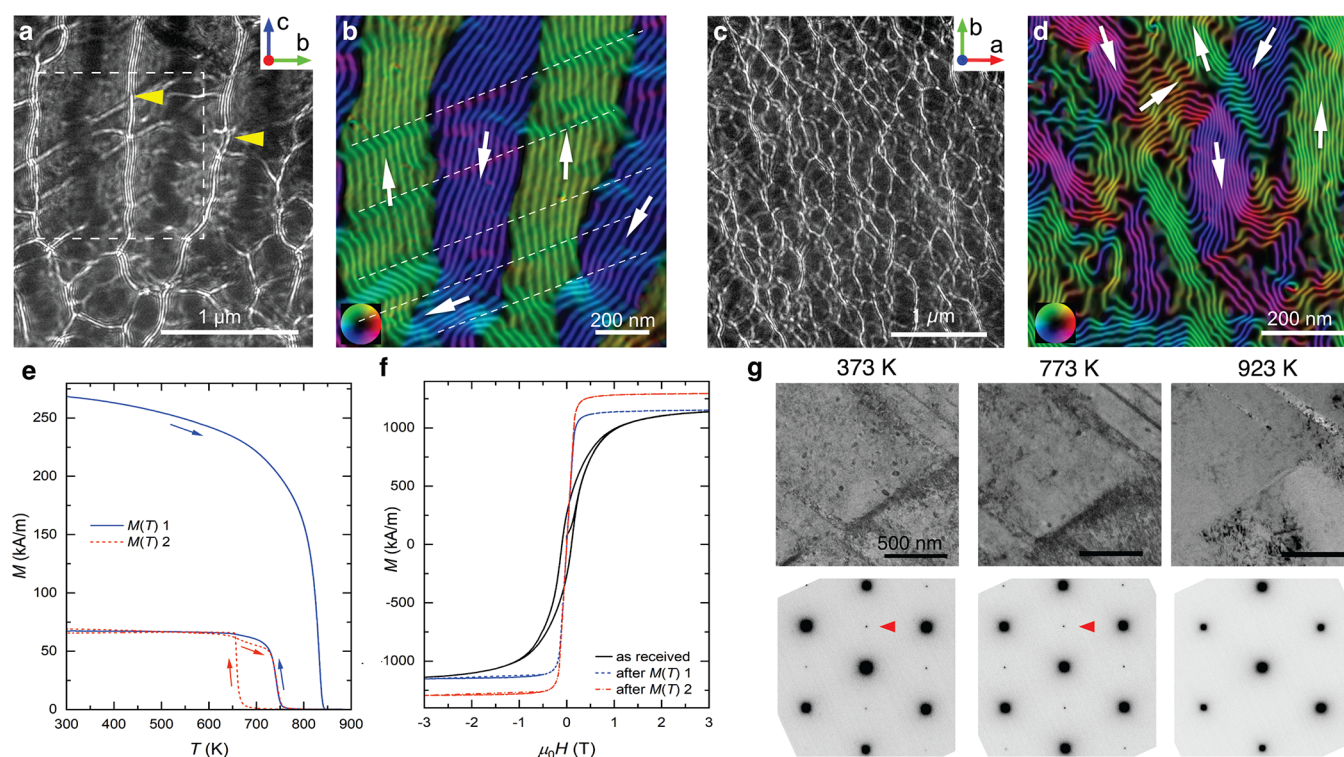 a
c
b
1 µm
b
200 nm
c
b
a
1 µm
d
200 nm
e
250
200
150
100
50
0
M (kA/m)
M(T) 1
M(T) 2
300 400 500 600 700 800 900
T (K)
f
1000
500
0
-500
-1000
M (kA/m)
as received
after M(T) 1
after M(T) 2
-3 -2 -1 0 1 2 3
µ₀H (T)
g
373 K 773 K 923 K
500 nm